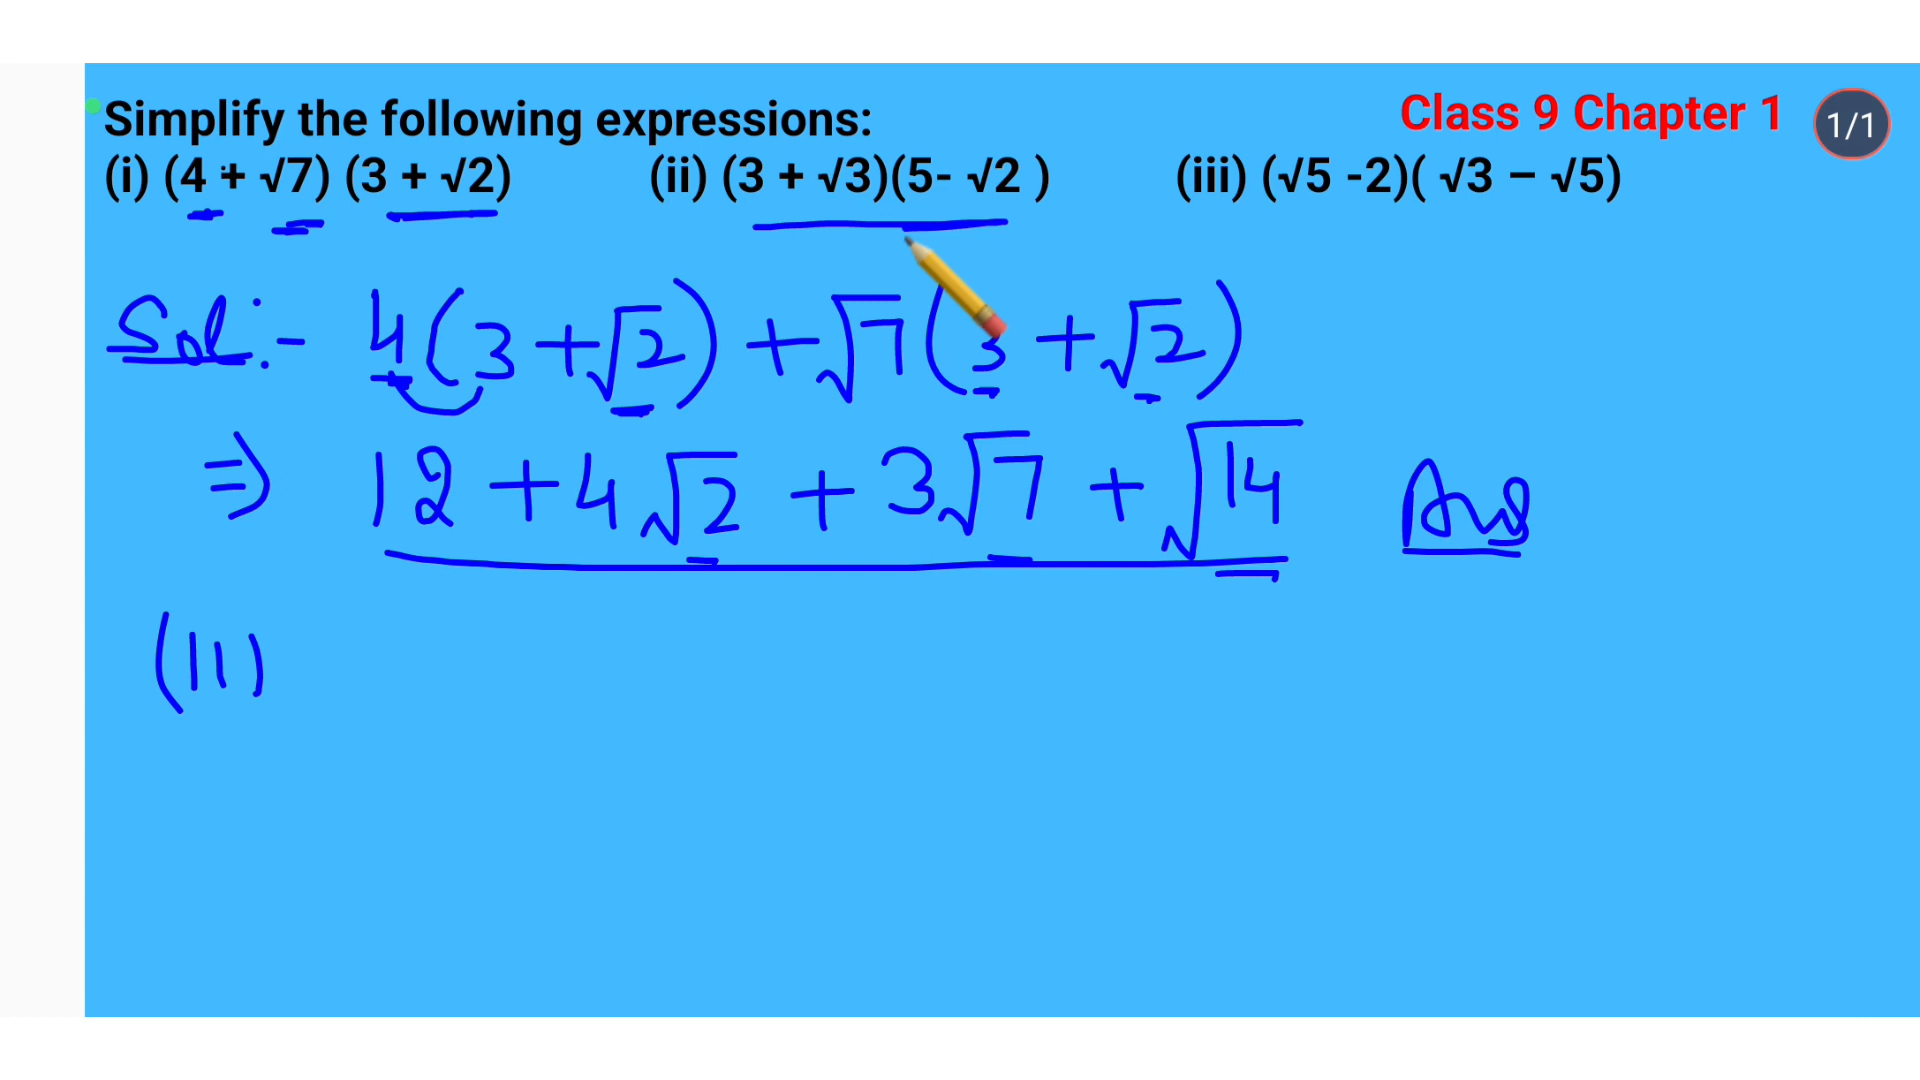 Simplify the following expressions:
Class 9 Chapter 1
1/1
(i) (4 + √7) (3 + √2) (ii) (3 + √3)(5- √2 ) (iii) (√5 -2)( √3 – √5)
Sol:- 4(3+√2)+√7(3+√2)
⇒ 12+4√2+3√7+√14 Ans
(11)